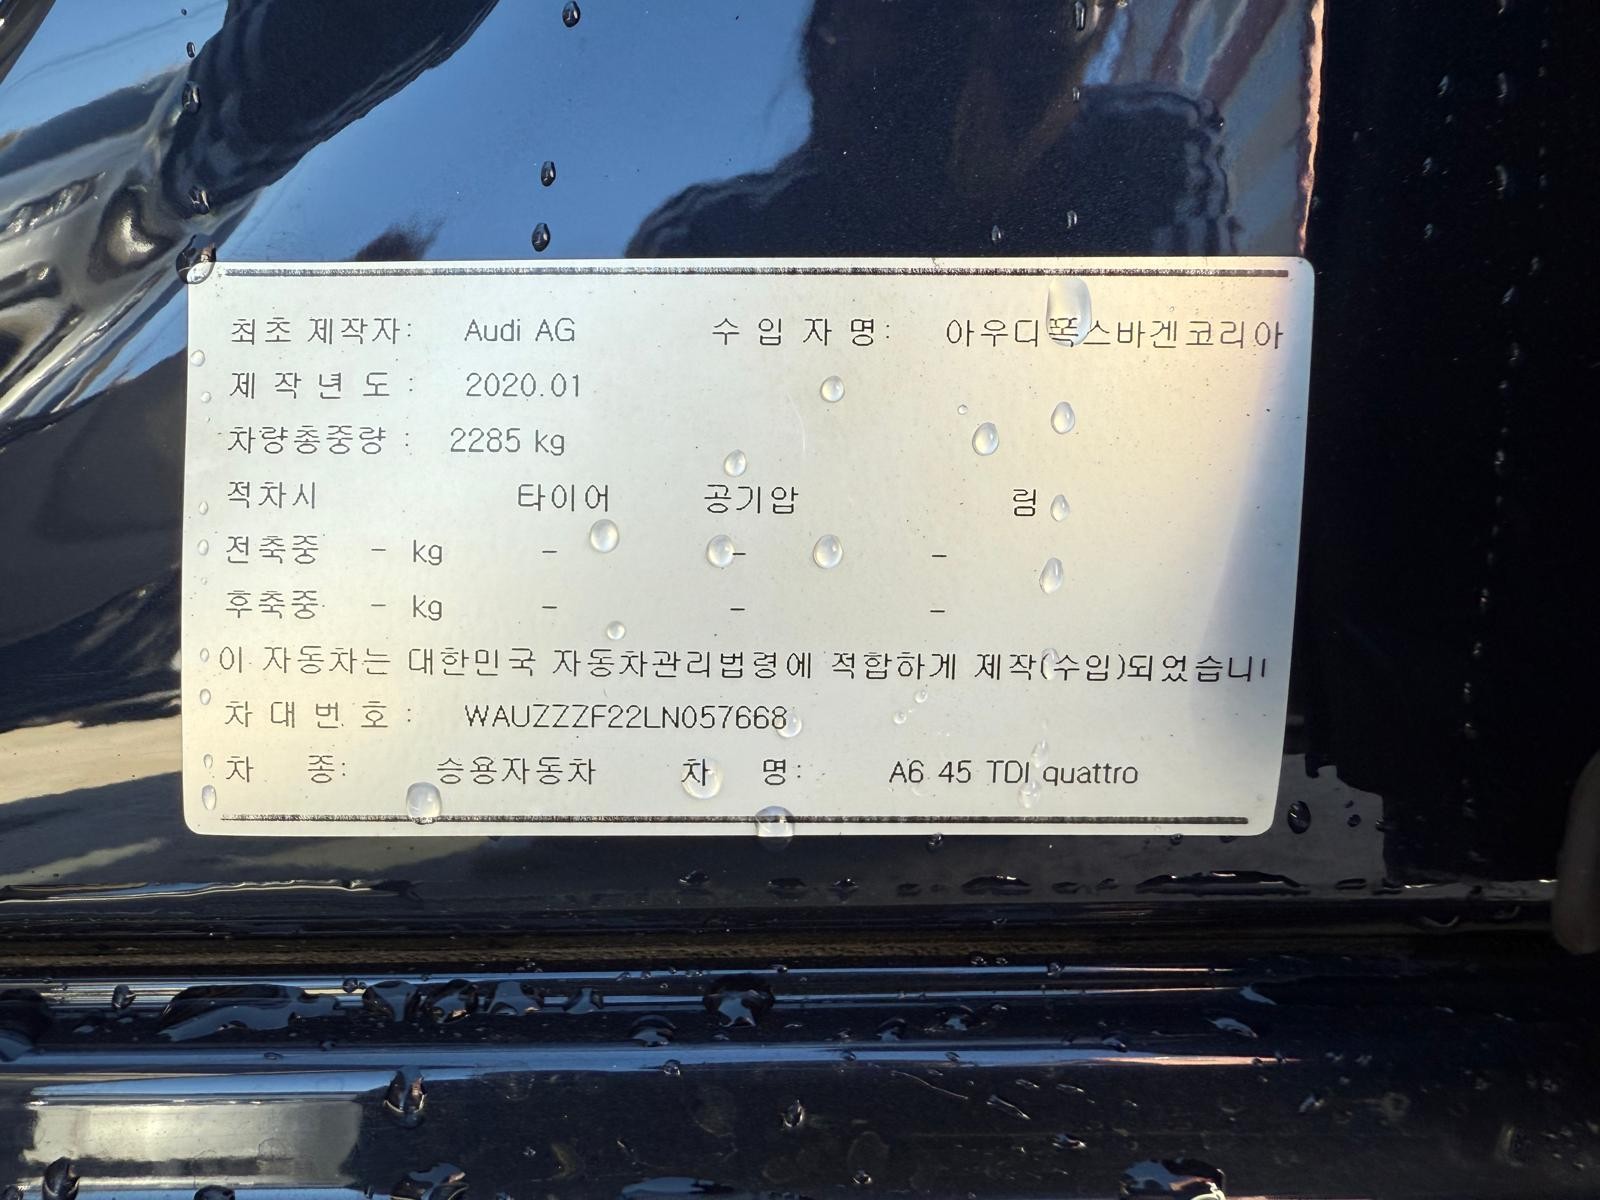 최초 제작자: Audi AG 수 입 자 명: 아우디폭스바겐코리아
제 작 년 도 : 2020.01
차량총중량 : 2285 kg
적차시 타이어 공기압 림
전축중 - kg - - -
후축중 - kg - - -
이 자동차는 대한민국 자동차관리법령에 적합하게 제작(수입)되었습니
차 대 번 호 : WAUZZZF22LN057668
차 종: 승용자동차 차 명: A6 45 TDI quattro